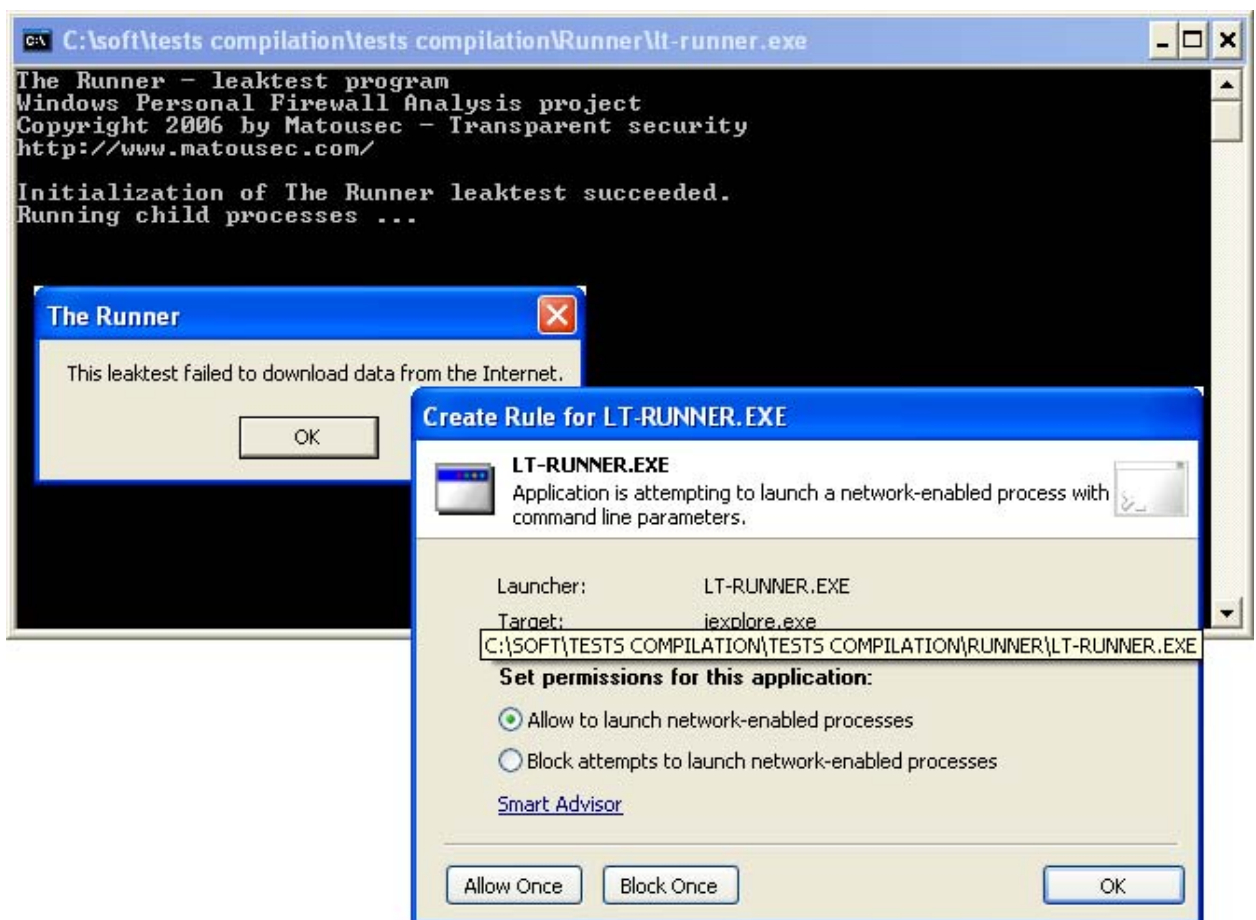 C:\soft\tests compilation\tests compilation\Runner\lt-runner.exe
The Runner - leaktest program
Windows Personal Firewall Analysis project
Copyright 2006 by Matousec - Transparent security
http://www.matousec.com/
Initialization of The Runner leaktest succeeded.
Running child processes ...
The Runner
This leaktest failed to download data from the Internet.
OK
Create Rule for LT-RUNNER.EXE
LT-RUNNER.EXE
Application is attempting to launch a network-enabled process with
command line parameters.
Launcher: LT-RUNNER.EXE
Target: iexplore.exe
C:\SOFT\TESTS COMPILATION\TESTS COMPILATION\RUNNER\LT-RUNNER.EXE
Set permissions for this application:
Allow to launch network-enabled processes
Block attempts to launch network-enabled processes
Smart Advisor
Allow Once Block Once OK